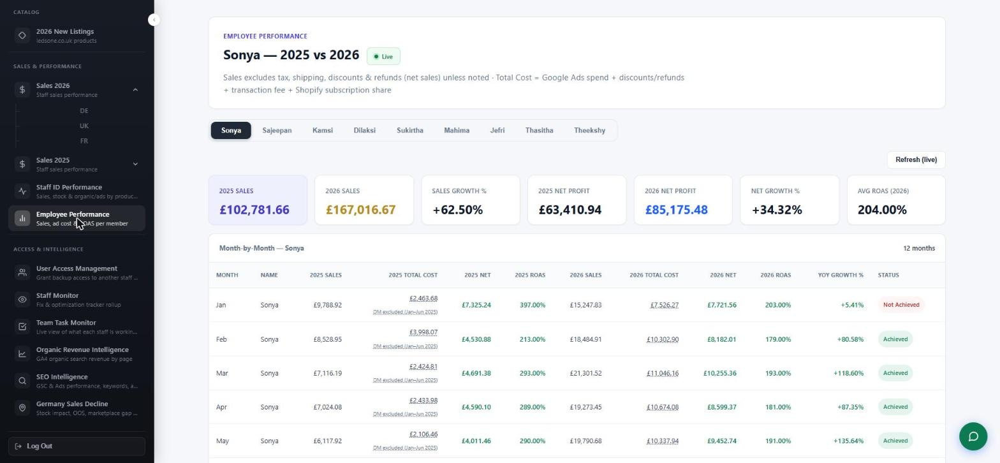 CATALOG
2026 New Listings
ledsone.co.uk products
SALES & PERFORMANCE
Sales 2026
Staff sales performance
DE
UK
FR
Sales 2025
Staff sales performance
Staff ID Performance
Sales, stock & organic/ads by produc...
Employee Performance
Sales, ad cost & ROAS per member
ACCESS & INTELLIGENCE
User Access Management
Grant backup access to another staff ...
Staff Monitor
Fix & optimization tracker rollup
Team Task Monitor
Live view of what each staff is workin...
Organic Revenue Intelligence
GA4 organic search revenue by page
SEO Intelligence
GSC & Ads performance, keywords, a...
Germany Sales Decline
Stock impact, OOS, marketplace gap ...
Log Out
EMPLOYEE PERFORMANCE
Sonya — 2025 vs 2026 Live
Sales excludes tax, shipping, discounts & refunds (net sales) unless noted · Total Cost = Google Ads spend + discounts/refunds
+ transaction fee + Shopify subscription share
Sonya Sajeepan Kamsi Dilaksi Sukirtha Mahima Jefri Thasitha Theekshy
Refresh (live)
2025 SALES 2026 SALES SALES GROWTH % 2025 NET PROFIT 2026 NET PROFIT NET GROWTH % AVG ROAS (2026)
£102,781.66 £167,016.67 +62.50% £63,410.94 £85,175.48 +34.32% 204.00%
Month-by-Month — Sonya 12 months
MONTH NAME 2025 SALES 2025 TOTAL COST 2025 NET 2025 ROAS 2026 SALES 2026 TOTAL COST 2026 NET 2026 ROAS YOY GROWTH % STATUS
Jan Sonya £9,788.92 £2,463.68 £7,325.24 397.00% £15,247.83 £7,526.27 £7,721.56 203.00% +5.41% Not Achieved
DM excluded (Jan–Jun 2025)
Feb Sonya £8,528.95 £3,998.07 £4,530.88 213.00% £18,484.91 £10,302.90 £8,182.01 179.00% +80.58% Achieved
DM excluded (Jan–Jun 2025)
Mar Sonya £7,116.19 £2,424.81 £4,691.38 293.00% £21,301.52 £11,046.16 £10,255.36 193.00% +118.60% Achieved
DM excluded (Jan–Jun 2025)
Apr Sonya £7,024.08 £2,433.98 £4,590.10 289.00% £19,273.45 £10,674.08 £8,599.37 181.00% +87.35% Achieved
DM excluded (Jan–Jun 2025)
May Sonya £6,117.92 £2,106.46 £4,011.46 290.00% £19,790.68 £10,337.94 £9,452.74 191.00% +135.64% Achieved
DM excluded (Jan–Jun 2025)